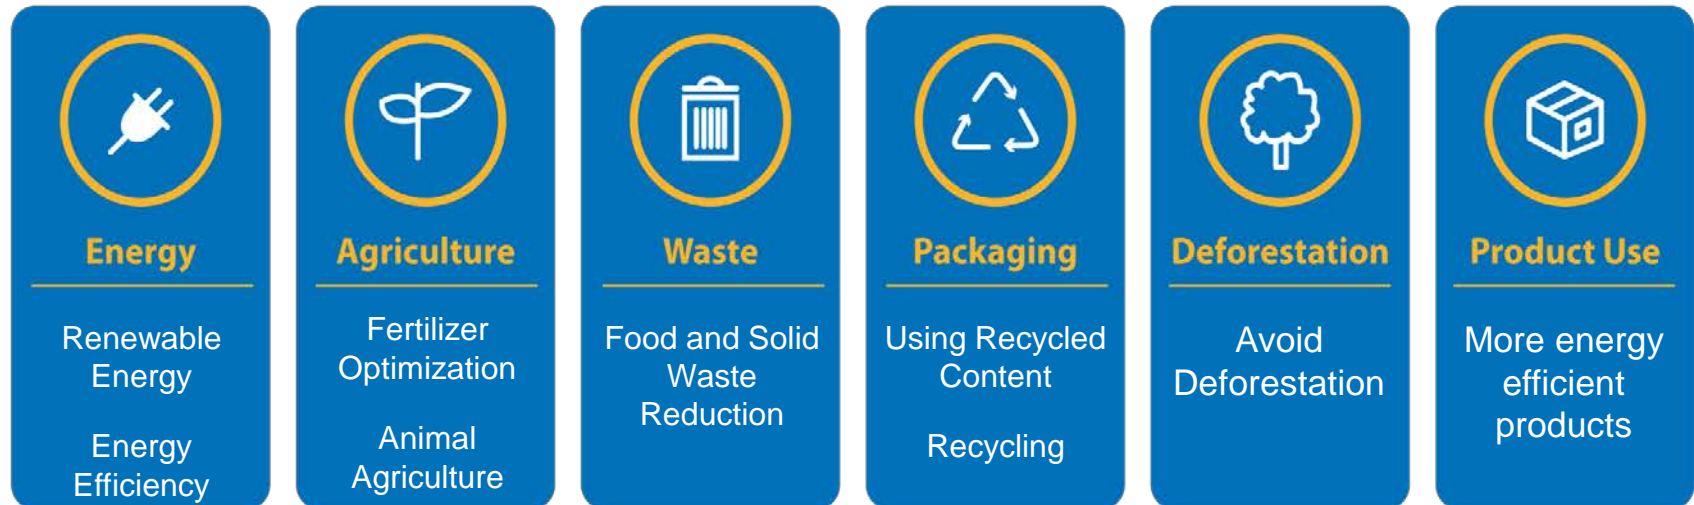 Energy
Renewable
Energy
Energy
Efficiency
Agriculture
Fertilizer
Optimization
Animal
Agriculture
Waste
Food and Solid
Waste
Reduction
Packaging
Using Recycled
Content
Recycling
Deforestation
Avoid
Deforestation
Product Use
More energy
efficient
products